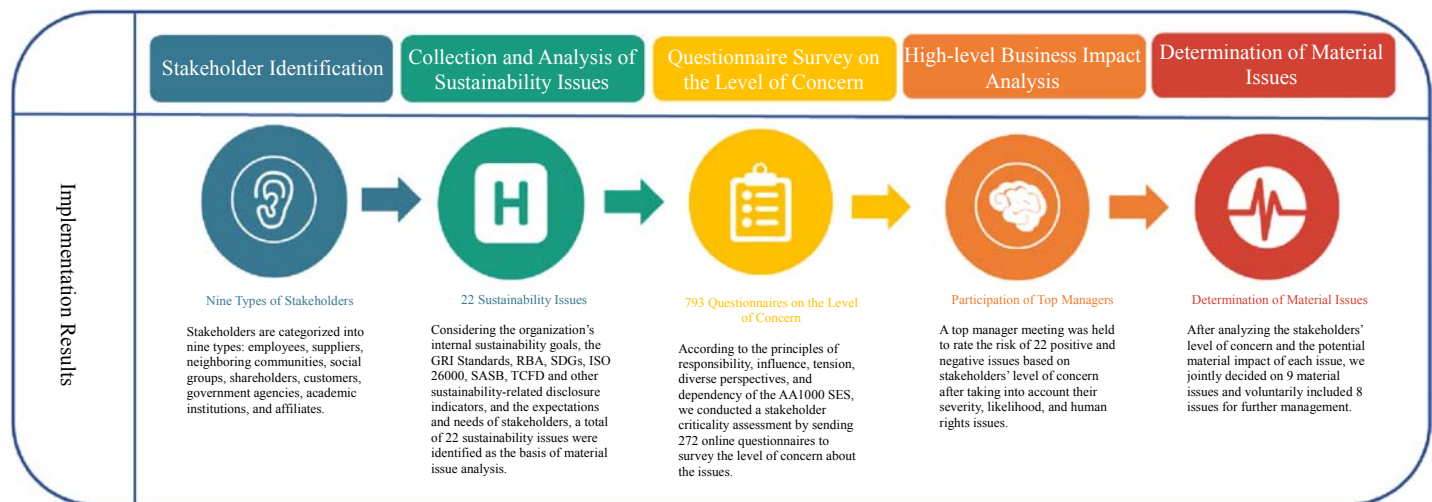 Stakeholder Identification
Collection and Analysis of
Sustainability Issues
Questionnaire Survey on
the Level of Concern
High-level Business Impact
Analysis
Determination of Material
Issues
Implementation Results
H
Nine Types of Stakeholders
Stakeholders are categorized into
nine types: employees, suppliers,
neighboring communities, social
groups, shareholders, customers,
government agencies, academic
institutions, and affiliates.
22 Sustainability Issues
Considering the organization’s
internal sustainability goals, the
GRI Standards, RBA, SDGs, ISO
26000, SASB, TCFD and other
sustainability-related disclosure
indicators, and the expectations
and needs of stakeholders, a total
of 22 sustainability issues were
identified as the basis of material
issue analysis.
793 Questionnaires on the Level
of Concern
According to the principles of
responsibility, influence, tension,
diverse perspectives, and
dependency of the AA1000 SES,
we conducted a stakeholder
criticality assessment by sending
272 online questionnaires to
survey the level of concern about
the issues.
Participation of Top Managers
A top manager meeting was held
to rate the risk of 22 positive and
negative issues based on
stakeholders’ level of concern
after taking into account their
severity, likelihood, and human
rights issues.
Determination of Material Issues
After analyzing the stakeholders’
level of concern and the potential
material impact of each issue, we
jointly decided on 9 material
issues and voluntarily included 8
issues for further management.